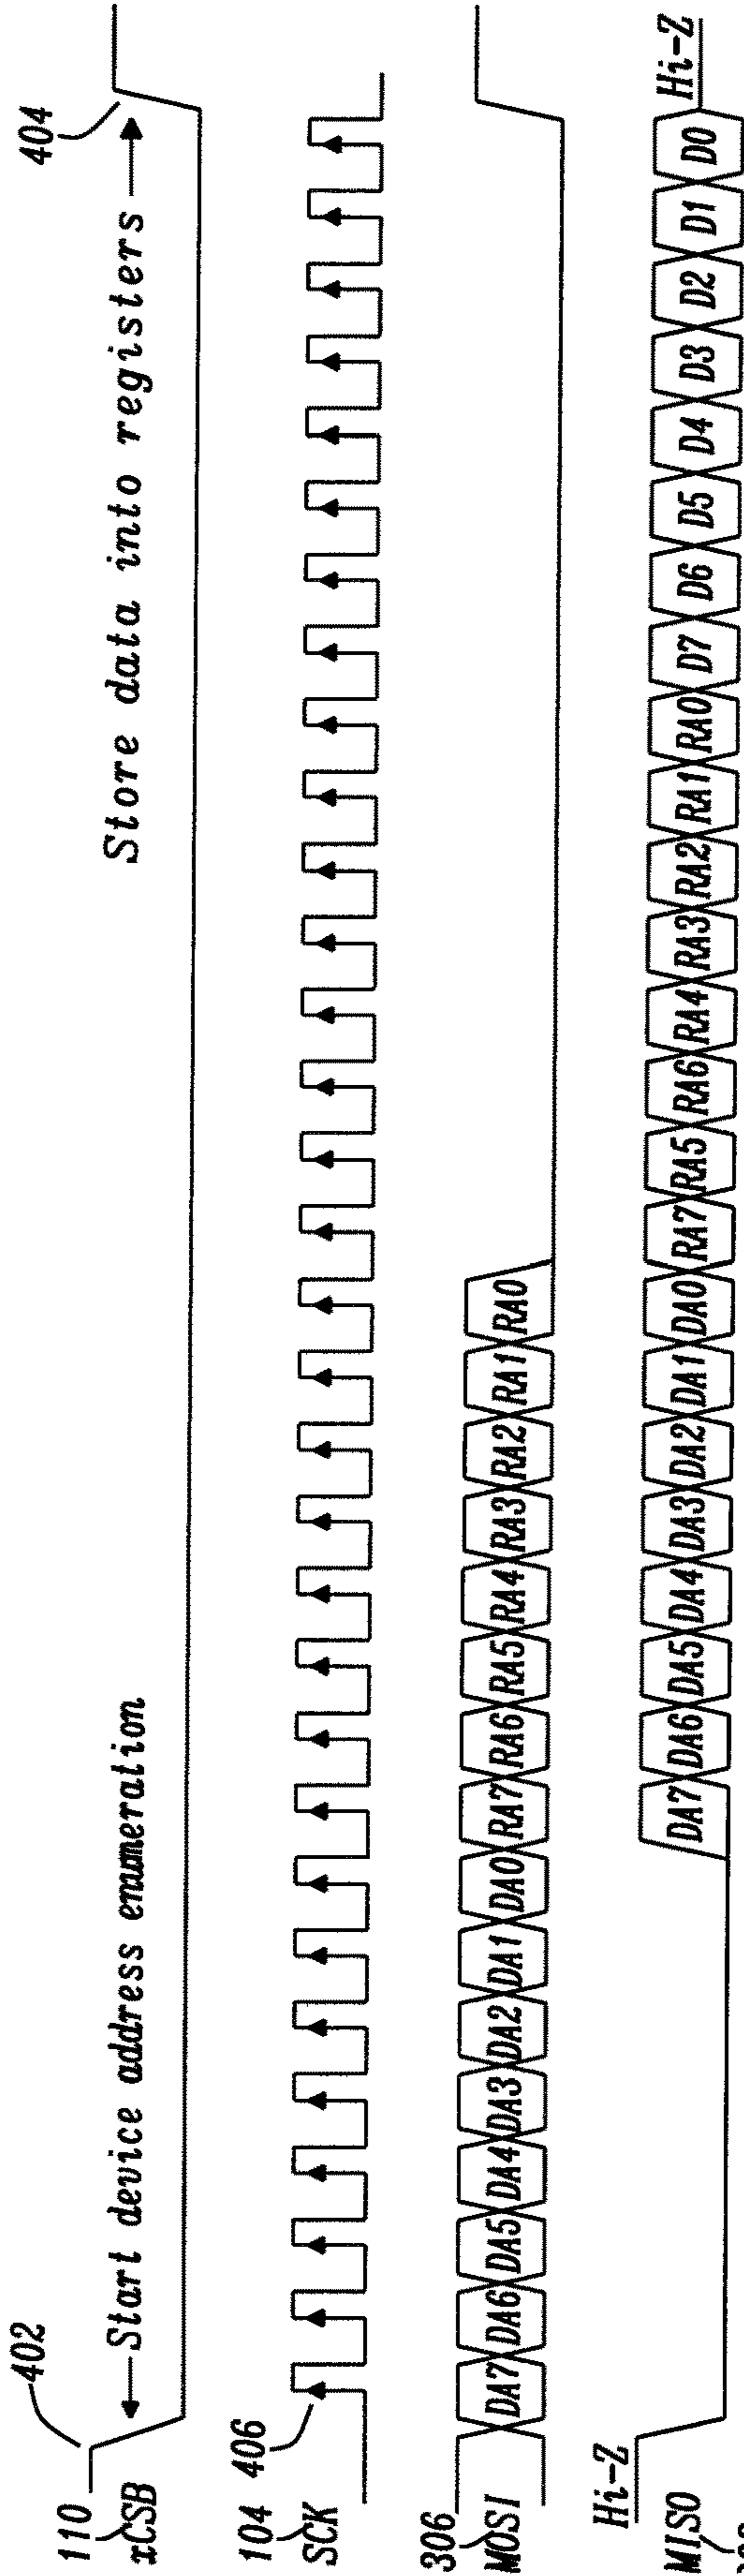 402
404
110
xCSB
Start device address enumeration
Store data into registers
406
104
SCK
306
MOSI
DA7 DA6 DA5 DA4 DA3 DA2 DA1 DA0 RA7 RA6 RA5 RA4 RA3 RA2 RA1 RA0
Hi-Z
MISO
DA7 DA6 DA5 DA4 DA3 DA2 DA1 DA0 RA7 RA5 RA6 RA4 RA3 RA2 RA1 RA0 D7 D6 D5 D4 D3 D2 D1 D0 Hi-Z